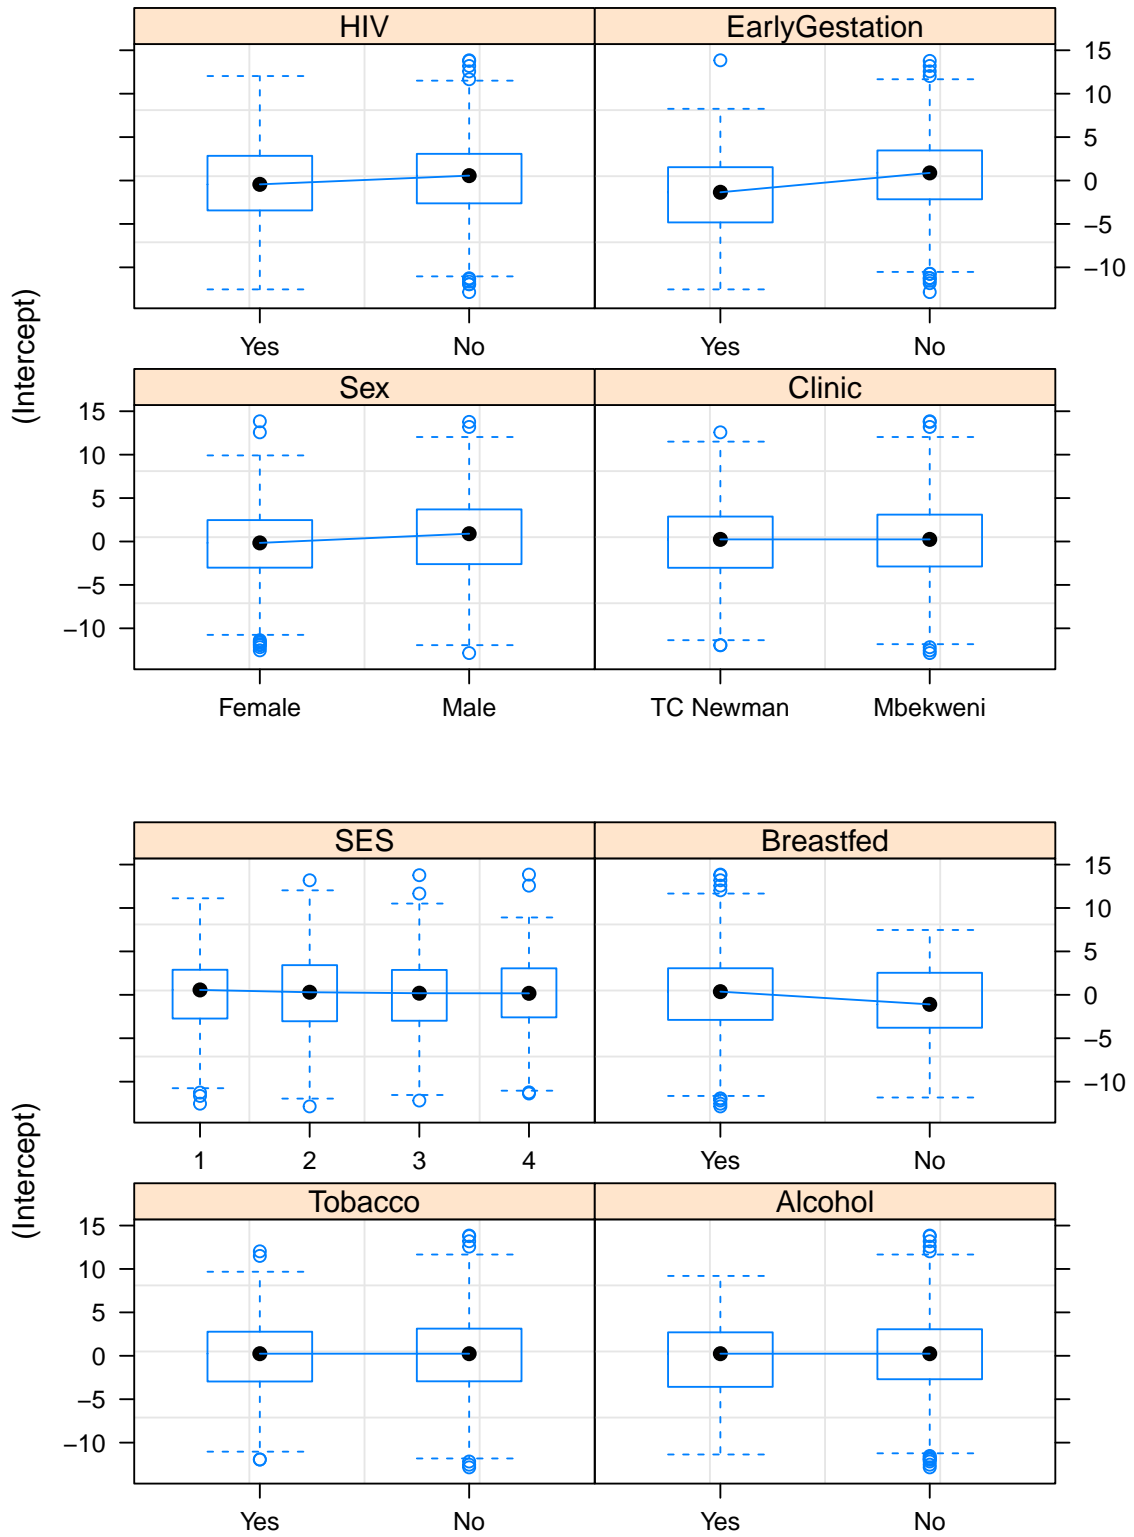 HIV EarlyGestation
15
10
5
0
−5
−10
Yes No Yes No
(Intercept)
Sex Clinic
15
10
5
0
−5
−10
Female Male TC Newman Mbekweni
SES Breastfed
15
10
5
0
−5
−10
1 2 3 4 Yes No
(Intercept)
Tobacco Alcohol
15
10
5
0
−5
−10
Yes No Yes No